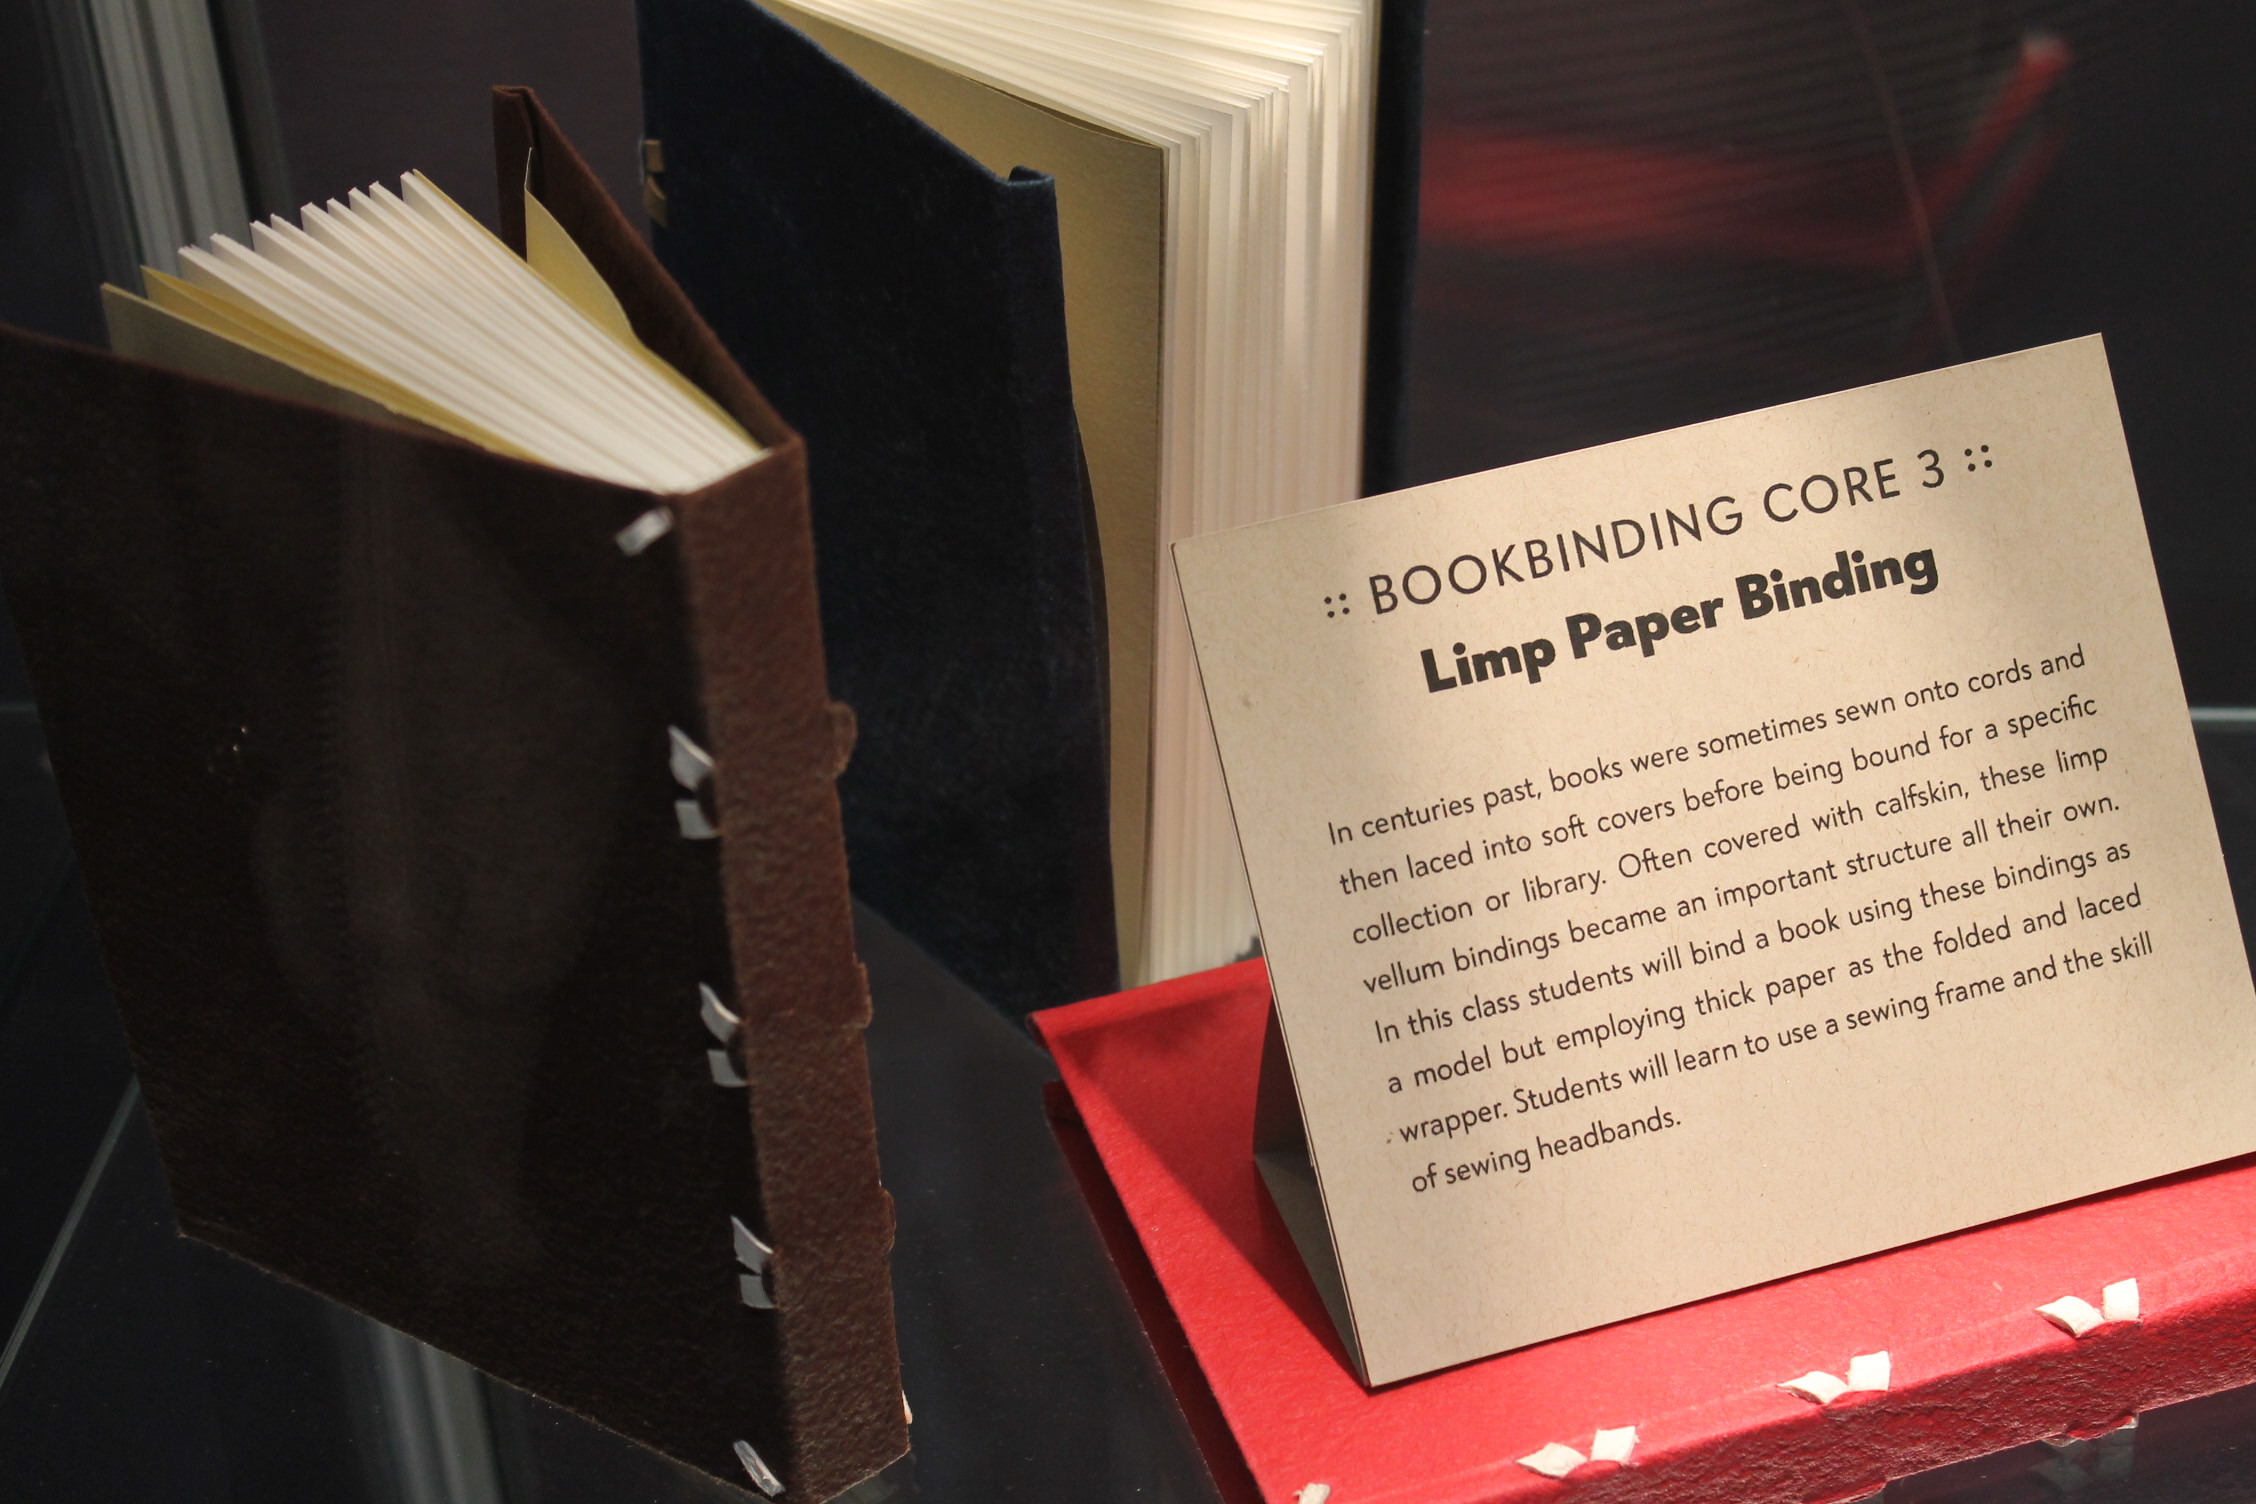 :: BOOKBINDING CORE 3 ::
Limp Paper Binding
In centuries past, books were sometimes sewn onto cords and
then laced into soft covers before being bound for a specific
collection or library. Often covered with calfskin, these limp
vellum bindings became an important structure all their own.
In this class students will bind a book using these bindings as
a model but employing thick paper as the folded and laced
wrapper. Students will learn to use a sewing frame and the skill
of sewing headbands.